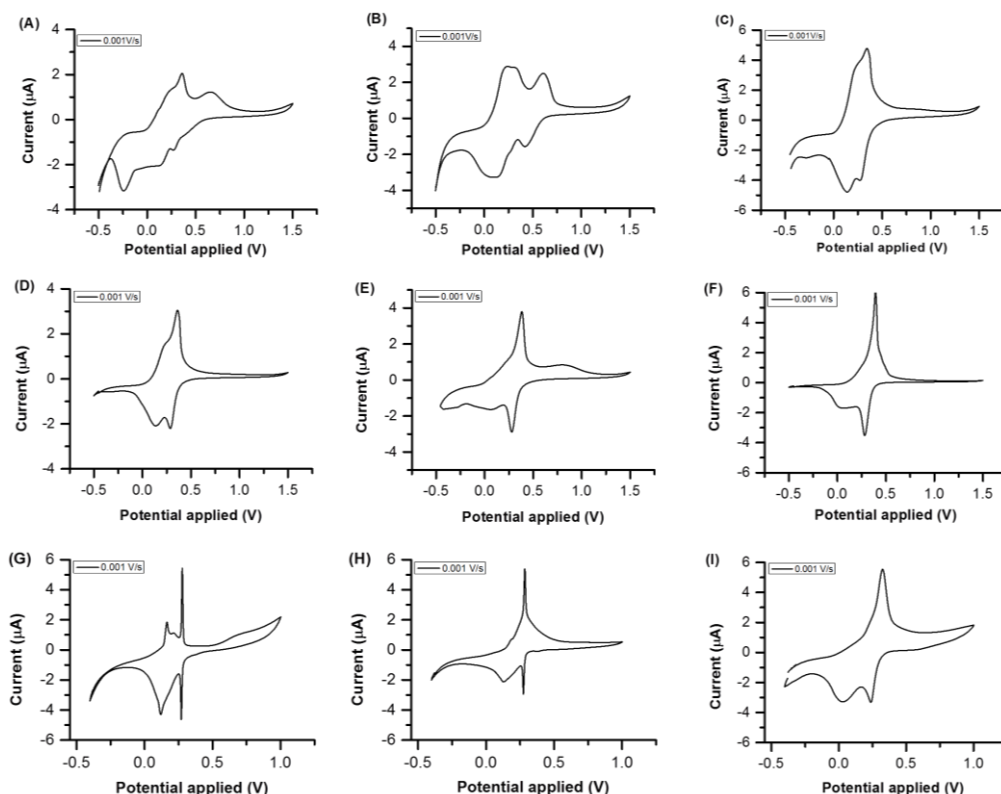 (A)
0.001V/s
4
2
0
-2
-4
Current (µA)
-0.5 0.0 0.5 1.0 1.5
Potential applied (V)
(B)
0.001V/s
4
2
0
-2
-4
Current (µA)
-0.5 0.0 0.5 1.0 1.5
Potential applied (V)
(C)
0.001V/s
6
4
2
0
-2
-4
-6
Current (µA)
-0.5 0.0 0.5 1.0 1.5
Potential applied (V)
(D)
0.001 V/s
4
2
0
-2
-4
Current (µA)
-0.5 0.0 0.5 1.0 1.5
Potential applied (V)
(E)
0.001 V/s
4
2
0
-2
-4
Current (µA)
-0.5 0.0 0.5 1.0 1.5
Potential applied (V)
(F)
0.001 V/s
6
4
2
0
-2
-4
-6
Current (µA)
-0.5 0.0 0.5 1.0 1.5
Potential applied (V)
(G)
0.001 V/s
6
4
2
0
-2
-4
-6
Current (µA)
-0.5 0.0 0.5 1.0
Potential applied (V)
(H)
0.001 V/s
6
4
2
0
-2
-4
-6
Current (µA)
-0.5 0.0 0.5 1.0
Potential applied (V)
(I)
0.001 V/s
6
4
2
0
-2
-4
-6
Current (µA)
-0.5 0.0 0.5 1.0
Potential applied (V)